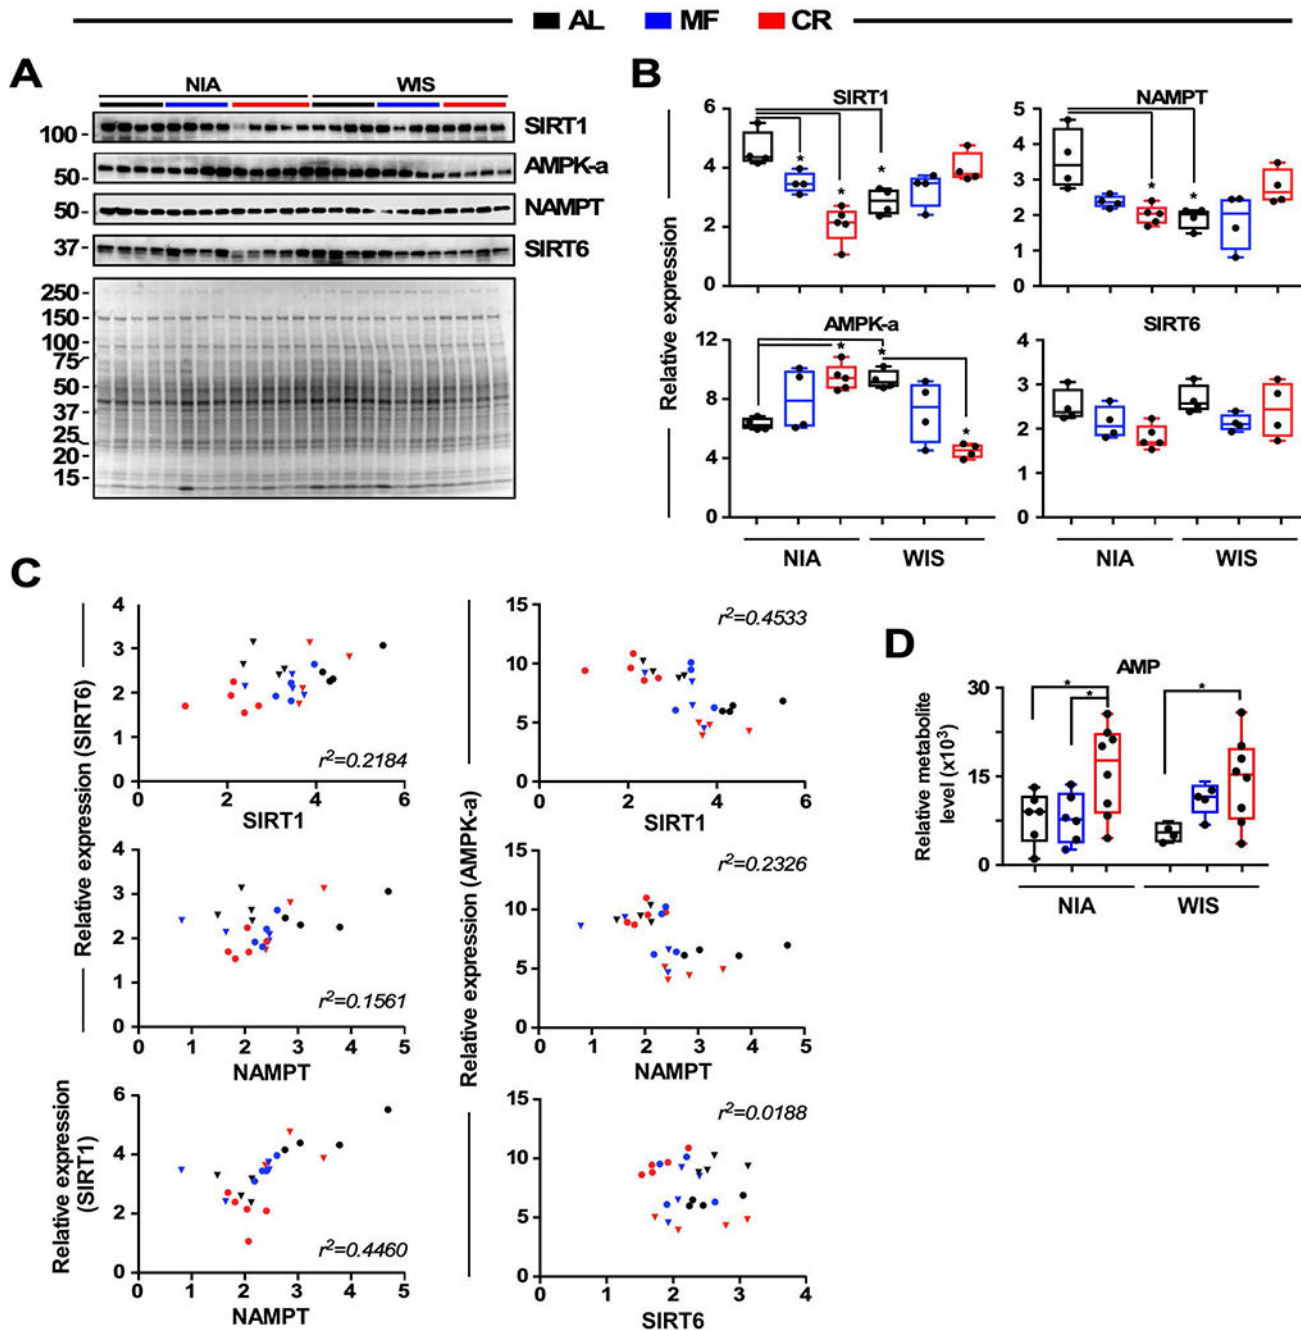 AL MF CR
A
NIA WIS
100 SIRT1
50 AMPK-a
50 NAMPT
37 SIRT6
250
150
100
75
50
37
25
20
15
B
Relative expression
SIRT1
6
4
2
0
* * *
NAMPT
5
4
3
2
1
0
* *
AMPK-a
12
8
4
0
* * *
SIRT6
4
3
2
1
0
NIA WIS NIA WIS
C
Relative expression (SIRT6)
4
3
2
1
0
r²=0.2184
0 2 4 6
SIRT1
4
3
2
1
0
r²=0.1561
0 1 2 3 4 5
NAMPT
Relative expression
(SIRT1)
6
4
2
0
r²=0.4460
0 1 2 3 4 5
NAMPT
Relative expression (AMPK-a)
15
10
5
0
r²=0.4533
0 2 4 6
SIRT1
15
10
5
0
r²=0.2326
0 1 2 3 4 5
NAMPT
15
10
5
0
r²=0.0188
0 1 2 3 4
SIRT6
D
AMP
Relative metabolite
level (x10³)
30
15
0
* * *
NIA WIS